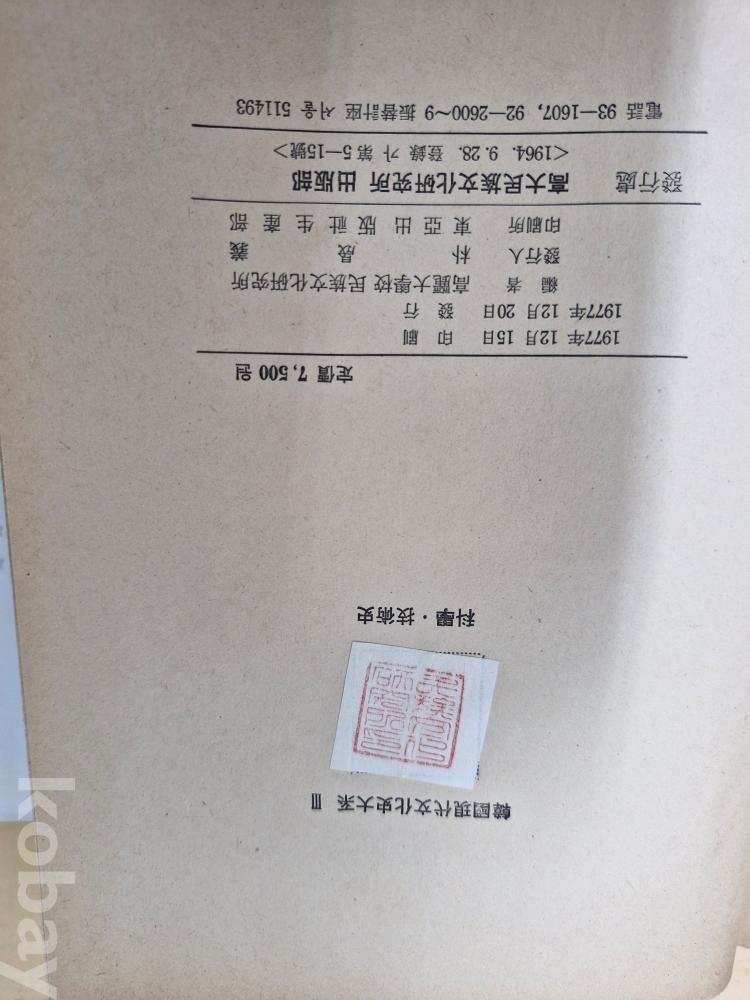 韓國現代文化史大系 Ⅲ
科學・技術史
定價 7,500 원
1977年 12月 15日 印 刷
1977年 12月 20日 發 行
編 者 高麗大學校 民族文化硏究所
發行人 朴 晟 義
印刷所 東 亞 出 版 社 生 産 部
發行處 高大民族文化硏究所 出版部
<1964. 9. 28. 登錄 가 第 5—15號>
電話 93—1607, 92—2600~9 振替計座 서울 511493
kobay